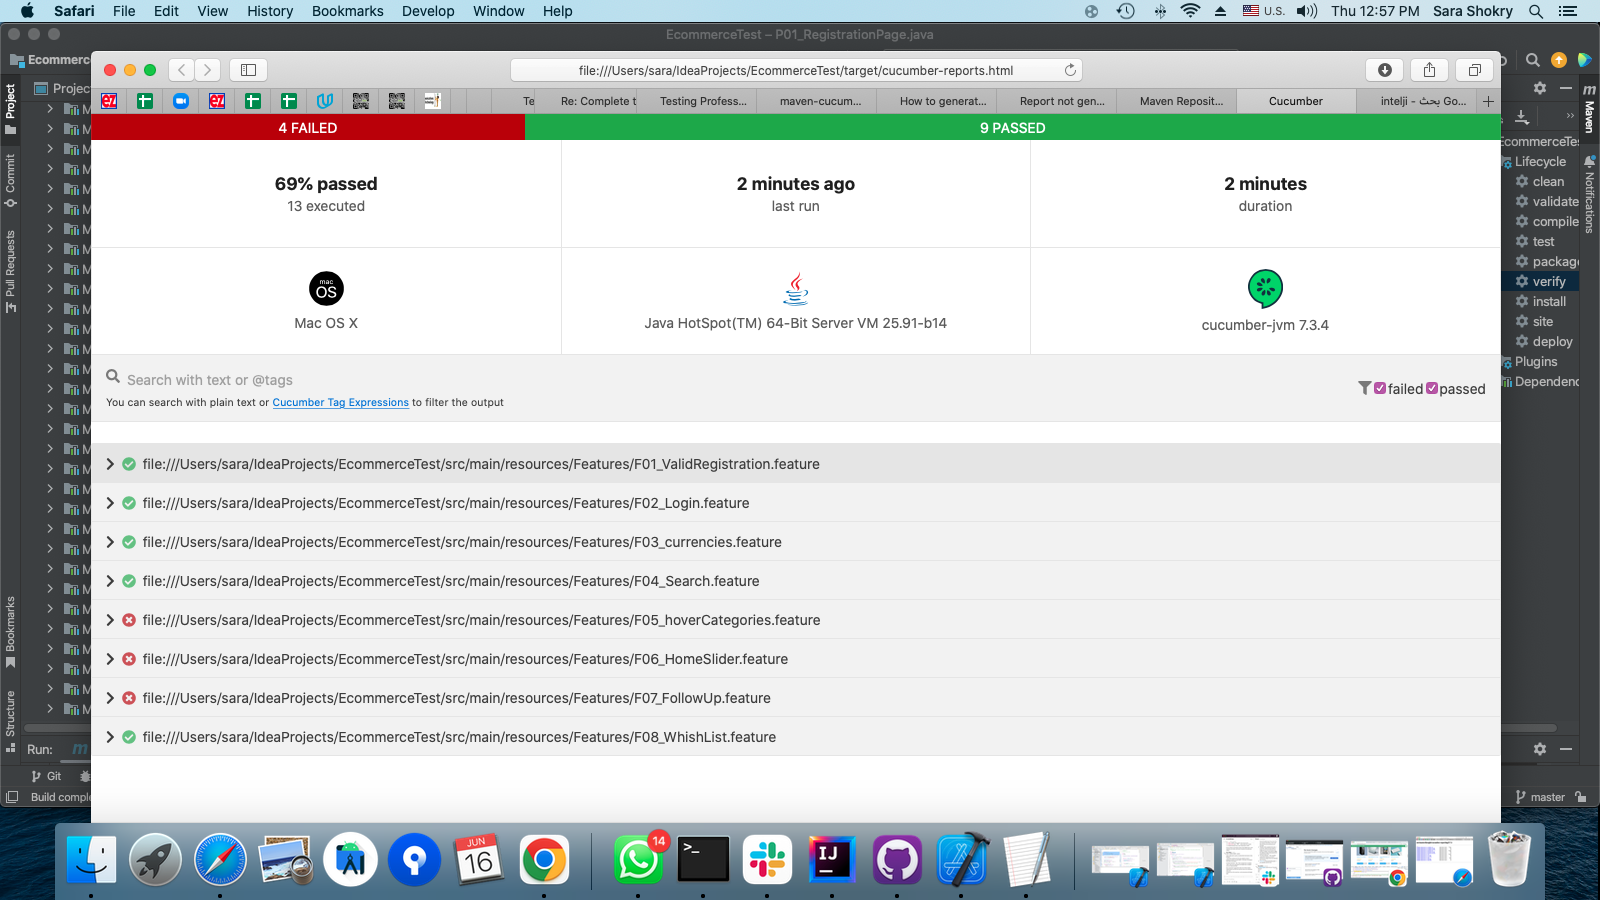 Safari File Edit View History Bookmarks Develop Window Help U.S. Thu 12:57 PM Sara Shokry
EcommerceTest – P01_RegistrationPage.java
Ecommerce
file:///Users/sara/IdeaProjects/EcommerceTest/target/cucumber-reports.html
Te Re: Complete t Testing Profess... maven-cucum... How to generat... Report not gen... Maven Reposit... Cucumber intelji - بحث Go...
4 FAILED 9 PASSED
69% passed
13 executed
2 minutes ago
last run
2 minutes
duration
mac
OS
Mac OS X
Java HotSpot(TM) 64-Bit Server VM 25.91-b14
cucumber-jvm 7.3.4
Search with text or @tags
You can search with plain text or Cucumber Tag Expressions to filter the output
failed passed
file:///Users/sara/IdeaProjects/EcommerceTest/src/main/resources/Features/F01_ValidRegistration.feature
file:///Users/sara/IdeaProjects/EcommerceTest/src/main/resources/Features/F02_Login.feature
file:///Users/sara/IdeaProjects/EcommerceTest/src/main/resources/Features/F03_currencies.feature
file:///Users/sara/IdeaProjects/EcommerceTest/src/main/resources/Features/F04_Search.feature
file:///Users/sara/IdeaProjects/EcommerceTest/src/main/resources/Features/F05_hoverCategories.feature
file:///Users/sara/IdeaProjects/EcommerceTest/src/main/resources/Features/F06_HomeSlider.feature
file:///Users/sara/IdeaProjects/EcommerceTest/src/main/resources/Features/F07_FollowUp.feature
file:///Users/sara/IdeaProjects/EcommerceTest/src/main/resources/Features/F08_WhishList.feature
Project
Commit
Pull Requests
Bookmarks
Structure
Projec
Run:
Git
Build comple
Maven
Notifications
EcommerceTes
Lifecycle
clean
validate
compile
test
package
verify
install
site
deploy
Plugins
Dependenc
master
JUN
16
14
IJ